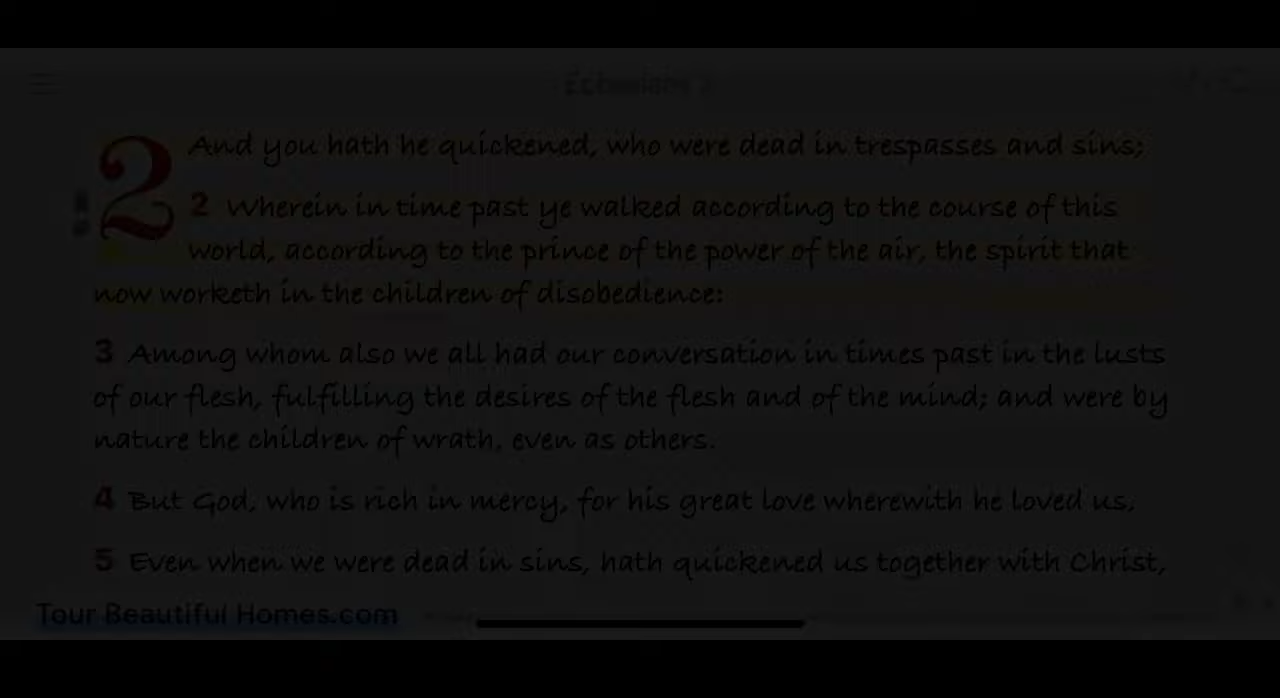 Ephesians 2
2 And you hath he quickened, who were dead in trespasses and sins;
2 Wherein in time past ye walked according to the course of this
world, according to the prince of the power of the air, the spirit that
now worketh in the children of disobedience:
3 Among whom also we all had our conversation in times past in the lusts
of our flesh, fulfilling the desires of the flesh and of the mind; and were by
nature the children of wrath, even as others.
4 But God, who is rich in mercy, for his great love wherewith he loved us,
5 Even when we were dead in sins, hath quickened us together with Christ,
Tour Beautiful Homes.com